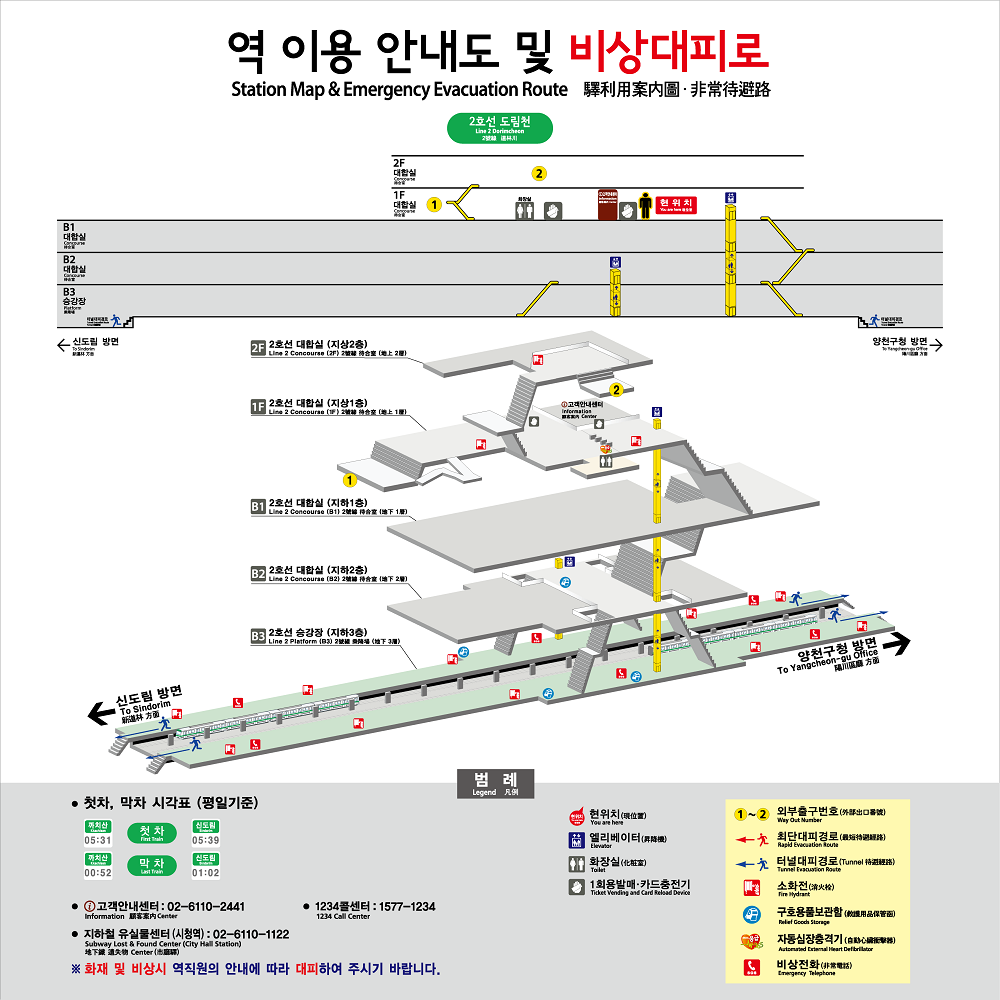 역 이용 안내도 및 비상대피로
Station Map & Emergency Evacuation Route 驛利用案內圖·非常待避路
2호선 도림천
Line 2 Dorimcheon
2號線 道林川
2F
대합실
Concourse
待合室
2
1F
대합실
Concourse
待合室
1
화장실
고객안내센터
Information
현위치
You are here 現位置
B1
대합실
Concourse
待合室
B2
대합실
Concourse
待合室
B3
승강장
Platform
乘降場
터널대피경로
터널대피경로
신도림 방면
To Sindorim
新道林 方面
양천구청 방면
To Yangcheon-gu Office
陽川區廳 方面
2F 2호선 대합실 (지상2층)
Line 2 Concourse (2F) 2號線 待合室 (地上 2層)
2
1F 2호선 대합실 (지상1층)
Line 2 Concourse (1F) 2號線 待合室 (地上 1層)
고객안내센터
Information
顧客案內 Center
1
B1 2호선 대합실 (지하1층)
Line 2 Concourse (B1) 2號線 待合室 (地下 1層)
B2 2호선 대합실 (지하2층)
Line 2 Concourse (B2) 2號線 待合室 (地下 2層)
B3 2호선 승강장 (지하3층)
Line 2 Platform (B3) 2號線 乘降場 (地下 3層)
양천구청 방면
To Yangcheon-gu Office
陽川區廳 方面
신도림 방면
To Sindorim
新道林 方面
범 례
Legend 凡例
• 첫차, 막차 시각표 (평일기준)
까치산 첫차 신도림
Kkachisan First Train Sindorim
05:31 05:39
까치산 막차 신도림
Kkachisan Last Train Sindorim
00:52 01:02
• 고객안내센터 : 02-6110-2441
Information 顧客案內 Center
• 1234콜센터 : 1577-1234
1234 Call Center
• 지하철 유실물센터 (시청역) : 02-6110-1122
Subway Lost & Found Center (City Hall Station)
地下鐵 遺失物 Center (市廳驛)
※ 화재 및 비상시 역직원의 안내에 따라 대피하여 주시기 바랍니다.
현위치(現位置)
You are here
엘리베이터(昇降機)
Elevator
화장실(化粧室)
Toilet
1회용발매·카드충전기
Ticket Vending and Card Reload Device
1~2 외부출구번호(外部出口番號)
Way Out Number
최단대피경로(最短待避經路)
Rapid Evacuation Route
터널대피경로(Tunnel 待避經路)
Tunnel Evacuation Route
소화전(消火栓)
Fire Hydrant
구호용품보관함(救護用品保管函)
Relief Goods Storage
자동심장충격기(自動心臟衝擊器)
Automated External Heart Defibrillator
비상전화(非常電話)
Emergency Telephone